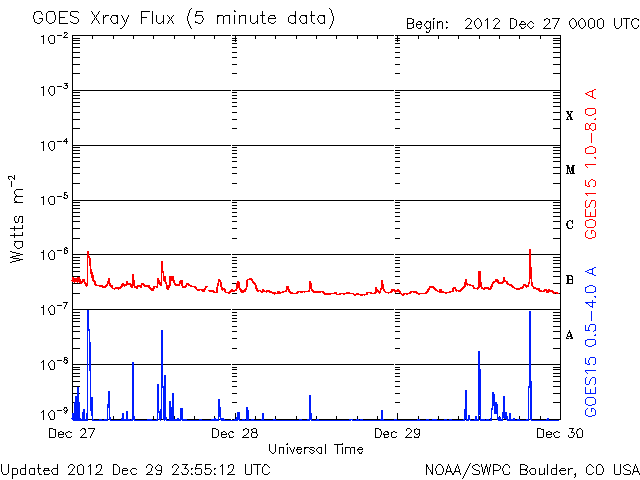 GOES Xray Flux (5 minute data)
Begin: 2012 Dec 27 0000 UTC
10-2
10-3
10-4
10-5
10-6
10-7
10-8
10-9
Watts m-2
X
M
C
B
A
GOES15 1.0-8.0 A
GOES15 0.5-4.0 A
Dec 27
Dec 28
Dec 29
Dec 30
Universal Time
Updated 2012 Dec 29 23:55:12 UTC
NOAA/SWPC Boulder, CO USA